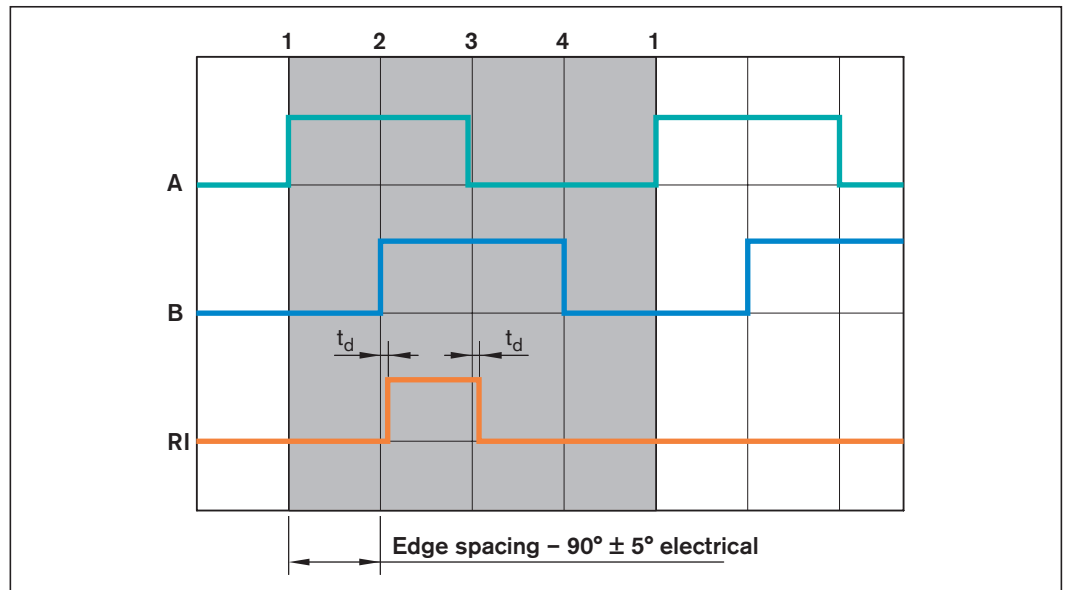 1 2 3 4 1
A
B
t_d t_d
RI
Edge spacing – 90° ± 5° electrical